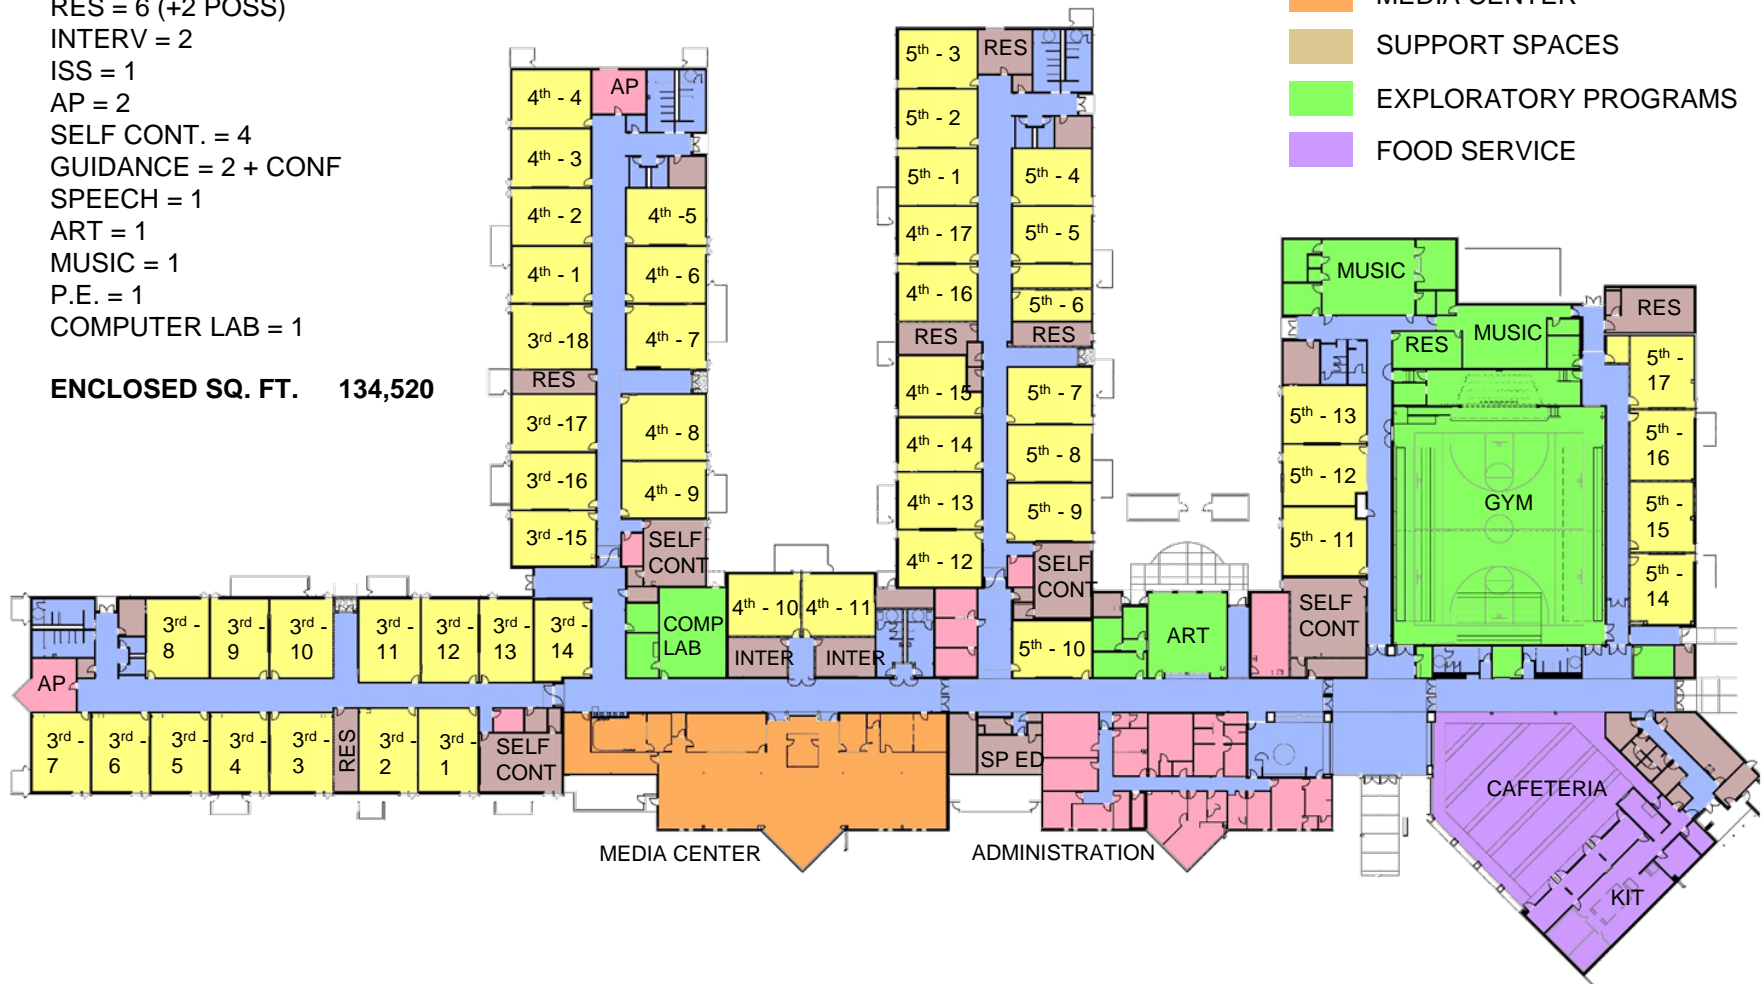 RES = 6 (+2 POSS)
INTERV = 2
ISS = 1
AP = 2
SELF CONT. = 4
GUIDANCE = 2 + CONF
SPEECH = 1
ART = 1
MUSIC = 1
P.E. = 1
COMPUTER LAB = 1
ENCLOSED SQ. FT. 134,520
MEDIA CENTER
SUPPORT SPACES
EXPLORATORY PROGRAMS
FOOD SERVICE
4th - 4
AP
4th - 3
4th - 2
4th -5
4th - 1
4th - 6
3rd -18
4th - 7
RES
3rd -17
4th - 8
3rd -16
4th - 9
3rd -15
SELF
CONT
5th - 3
RES
5th - 2
5th - 1
5th - 4
4th - 17
5th - 5
4th - 16
5th - 6
RES
RES
4th - 15
5th - 7
4th - 14
5th - 8
4th - 13
5th - 9
4th - 12
SELF
CONT
5th - 10
MUSIC
MUSIC
RES
RES
5th - 13
5th - 12
5th - 11
SELF
CONT
GYM
5th -
17
5th -
16
5th -
15
5th -
14
3rd -
8
3rd -
9
3rd -
10
3rd -
11
3rd -
12
3rd -
13
3rd -
14
COMP
LAB
4th - 10
4th - 11
INTER
INTER
ART
AP
3rd -
7
3rd -
6
3rd -
5
3rd -
4
3rd -
3
RES
3rd -
2
3rd -
1
SELF
CONT
SP ED
MEDIA CENTER
ADMINISTRATION
CAFETERIA
KIT